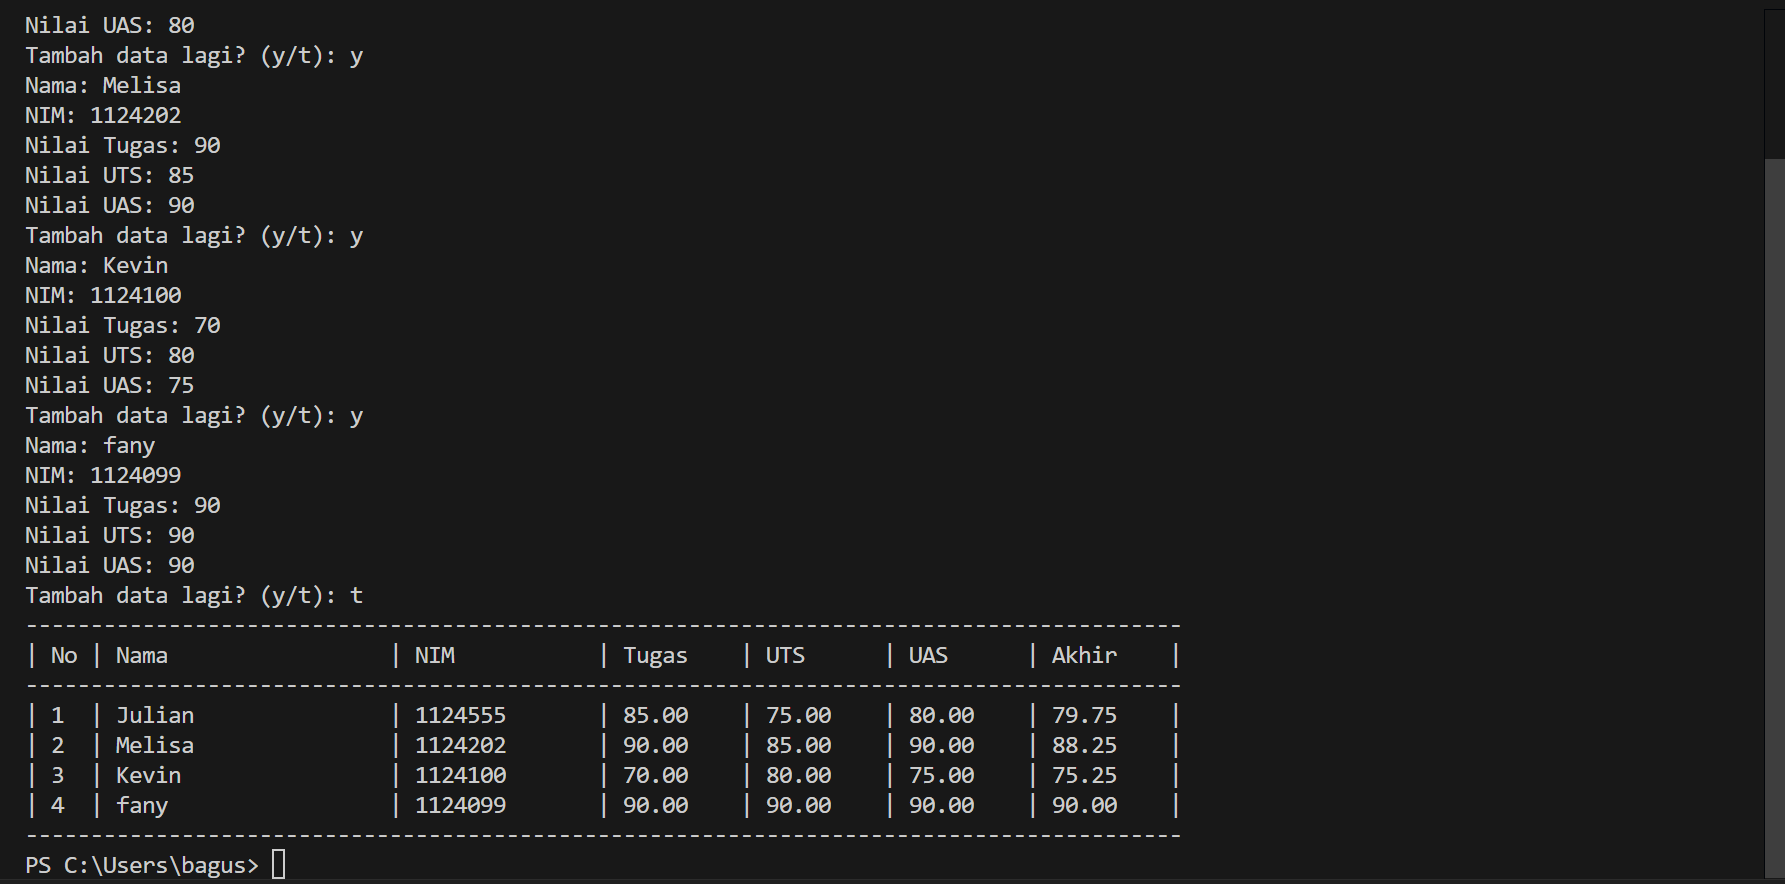 Nilai UAS: 80
Tambah data lagi? (y/t): y
Nama: Melisa
NIM: 1124202
Nilai Tugas: 90
Nilai UTS: 85
Nilai UAS: 90
Tambah data lagi? (y/t): y
Nama: Kevin
NIM: 1124100
Nilai Tugas: 70
Nilai UTS: 80
Nilai UAS: 75
Tambah data lagi? (y/t): y
Nama: fany
NIM: 1124099
Nilai Tugas: 90
Nilai UTS: 90
Nilai UAS: 90
Tambah data lagi? (y/t): t
-----------------------------------------------------------------------------------------
| No | Nama                 | NIM           | Tugas    | UTS      | UAS      | Akhir    |
-----------------------------------------------------------------------------------------
| 1  | Julian               | 1124555       | 85.00    | 75.00    | 80.00    | 79.75    |
| 2  | Melisa               | 1124202       | 90.00    | 85.00    | 90.00    | 88.25    |
| 3  | Kevin                | 1124100       | 70.00    | 80.00    | 75.00    | 75.25    |
| 4  | fany                 | 1124099       | 90.00    | 90.00    | 90.00    | 90.00    |
-----------------------------------------------------------------------------------------
PS C:\Users\bagus>